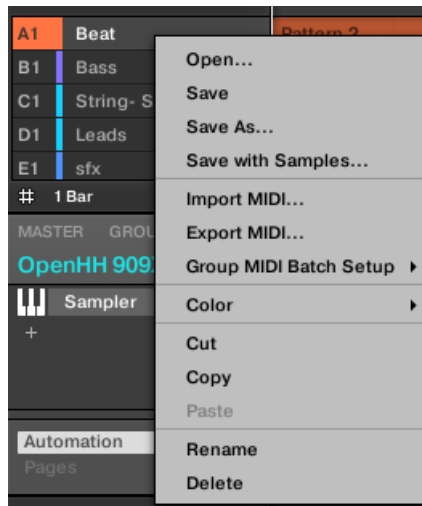 A1 Beat Pattern 2
B1 Bass
C1 String- S
D1 Leads
E1 sfx
# 1 Bar
MASTER GROU
OpenHH 909
Sampler
+
Automation
Pages
Open...
Save
Save As...
Save with Samples...
Import MIDI...
Export MIDI...
Group MIDI Batch Setup
Color
Cut
Copy
Paste
Rename
Delete